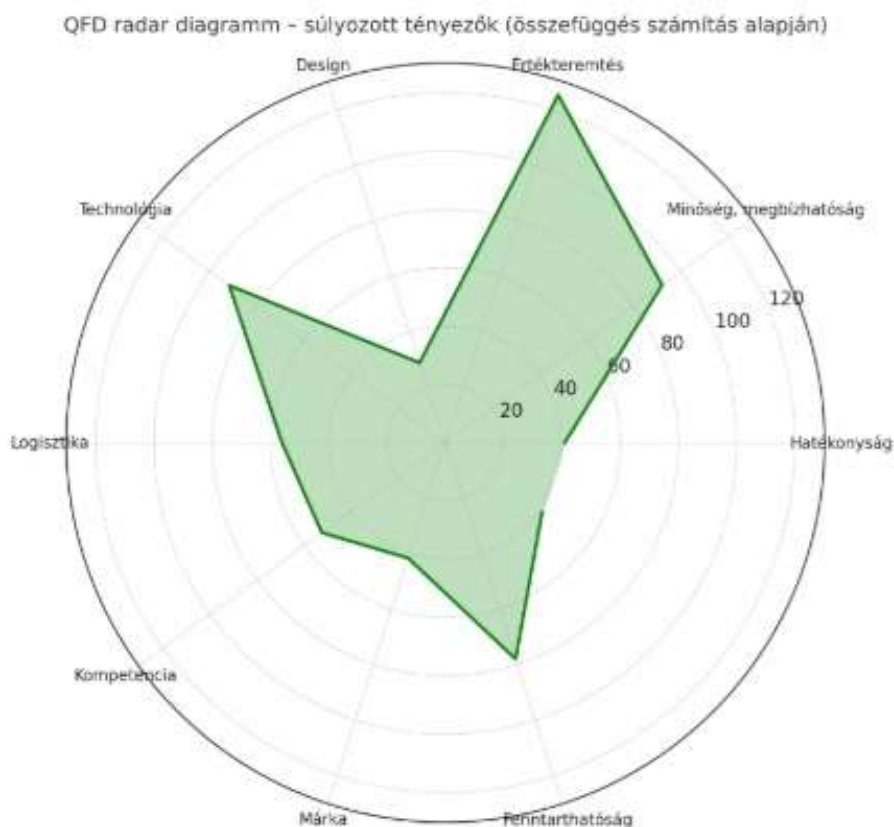 QFD radar diagramm – súlyozott tényezők (összefüggés számítás alapján)
Design
Értékteremtés
Technológia
Minőség, megbízhatóság
120
100
80
60
40
20
Logisztika
Hatékonyság
Kompetencia
Márka
Fenntarthatóság